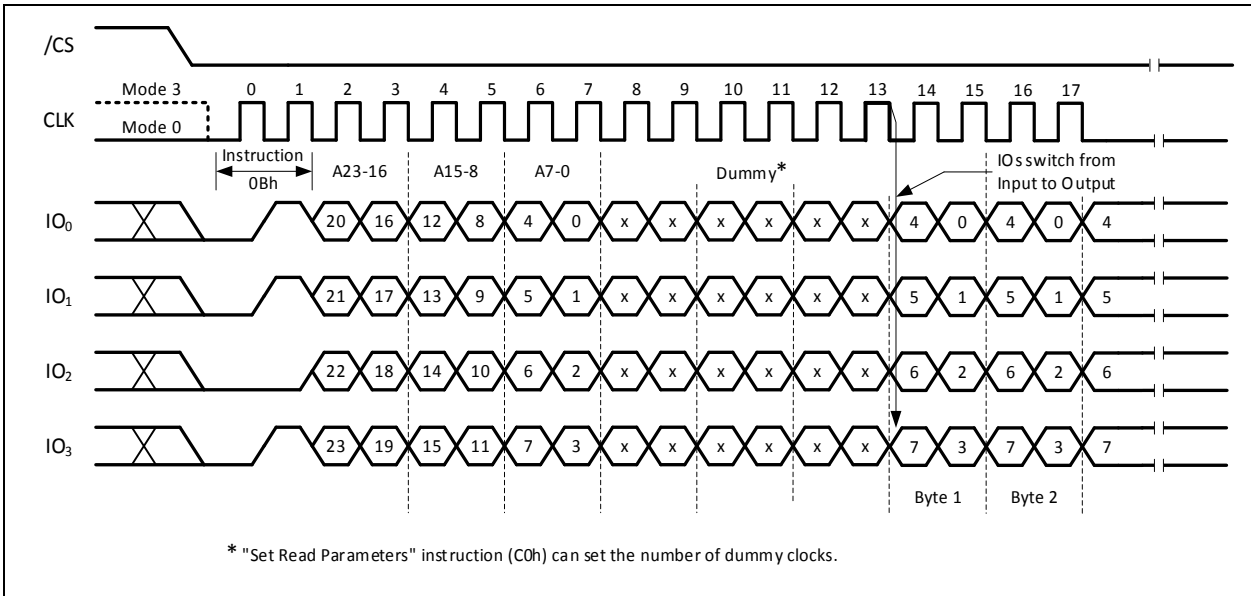 /CS
Mode 3 0 1 2 3 4 5 6 7 8 9 10 11 12 13 14 15 16 17
CLK
Mode 0
Instruction
0Bh
A23-16 A15-8 A7-0 Dummy*
IOs switch from
Input to Output
IO0 20 16 12 8 4 0 x x x x x x 4 0 4 0 4
IO1 21 17 13 9 5 1 x x x x x x 5 1 5 1 5
IO2 22 18 14 10 6 2 x x x x x x 6 2 6 2 6
IO3 23 19 15 11 7 3 x x x x x x 7 3 7 3 7
Byte 1 Byte 2
* "Set Read Parameters" instruction (C0h) can set the number of dummy clocks.